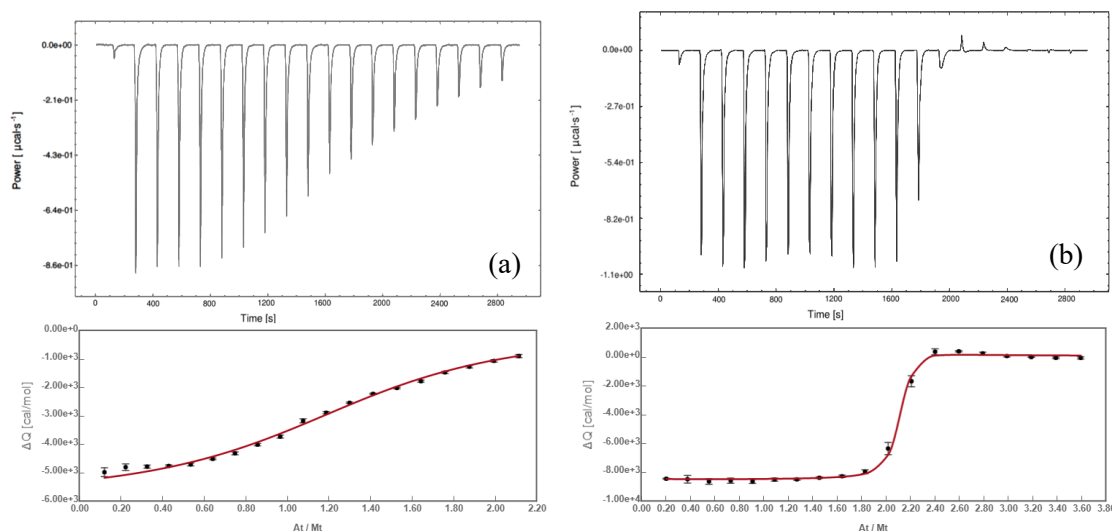 0.0e+00
-2.1e-01
-4.3e-01
-6.4e-01
-8.6e-01
Power [ µcal·s⁻¹]
0 400 800 1200 1600 2000 2400 2800
Time [s]
(a)
0.0e+00
-2.7e-01
-5.4e-01
-8.2e-01
-1.1e+00
Power [ µcal·s⁻¹]
0 400 800 1200 1600 2000 2400 2800
Time [s]
(b)
0.00e+0
-1.00e+3
-2.00e+3
-3.00e+3
-4.00e+3
-5.00e+3
-6.00e+3
ΔQ [cal/mol]
0.00 0.20 0.40 0.60 0.80 1.00 1.20 1.40 1.60 1.80 2.00 2.20
At / Mt
2.00e+3
0.00e+0
-2.00e+3
-4.00e+3
-6.00e+3
-8.00e+3
-1.00e+4
ΔQ [cal/mol]
0.00 0.20 0.40 0.60 0.80 1.00 1.20 1.40 1.60 1.80 2.00 2.20 2.40 2.60 2.80 3.00 3.20 3.40 3.60 3.80
At / Mt